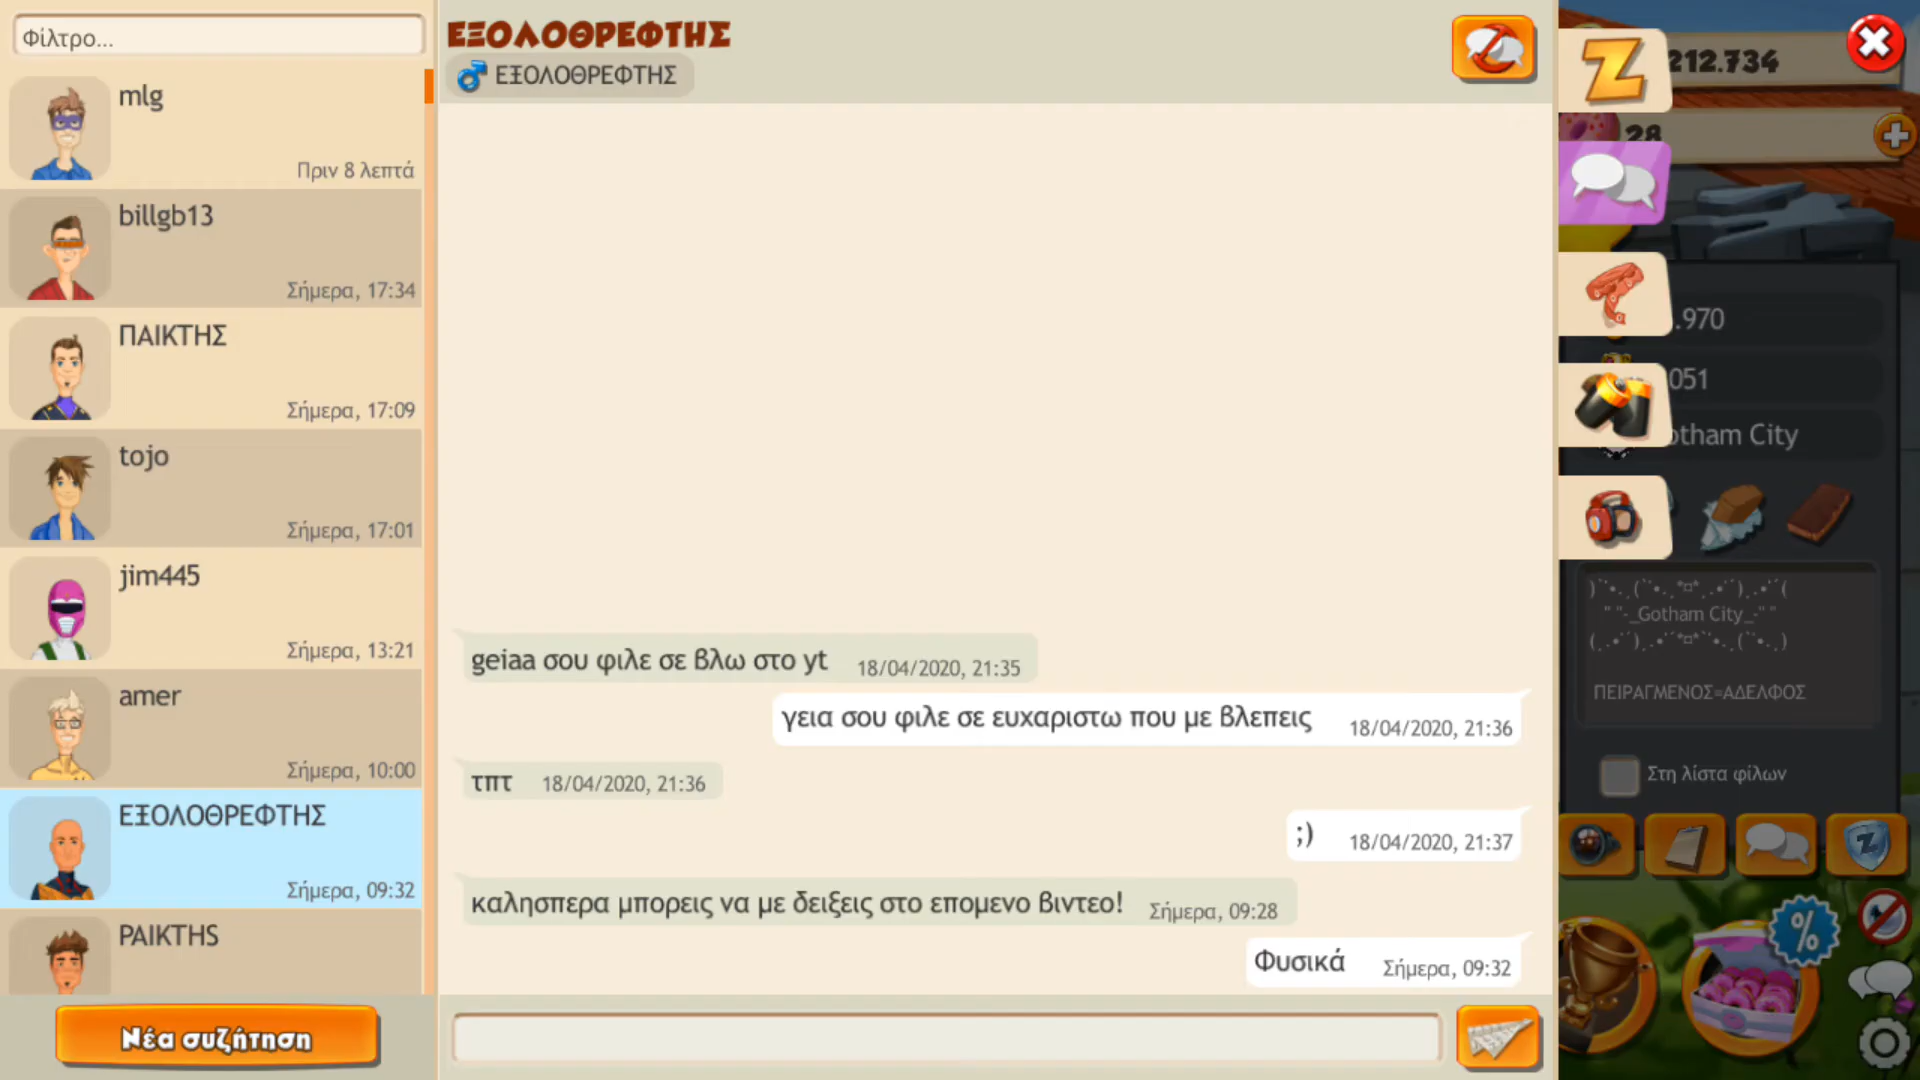 Φίλτρο...
mlg
Πριν 8 λεπτά
billgb13
Σήμερα, 17:34
ΠΑΙΚΤΗΣ
Σήμερα, 17:09
tojo
Σήμερα, 17:01
jim445
Σήμερα, 13:21
amer
Σήμερα, 10:00
ΕΞΟΛΟΘΡΕΦΤΗΣ
Σήμερα, 09:32
PAIKTHS
Νέα συζήτηση
ΕΞΟΛΟΘΡΕΦΤΗΣ
ΕΞΟΛΟΘΡΕΦΤΗΣ
geiaa σου φιλε σε βλω στο yt 18/04/2020, 21:35
γεια σου φιλε σε ευχαριστω που με βλεπεις 18/04/2020, 21:36
τπτ 18/04/2020, 21:36
;) 18/04/2020, 21:37
καλησπερα μπορεις να με δειξεις στο επομενο βιντεο! Σήμερα, 09:28
Φυσικά Σήμερα, 09:32
Z
212.734
28
.970
051
otham City
" "-_Gotham City_-" "
ΠΕΙΡΑΓΜΕΝΟΣ=ΑΔΕΛΦΟΣ
Στη λίστα φίλων
Z
%